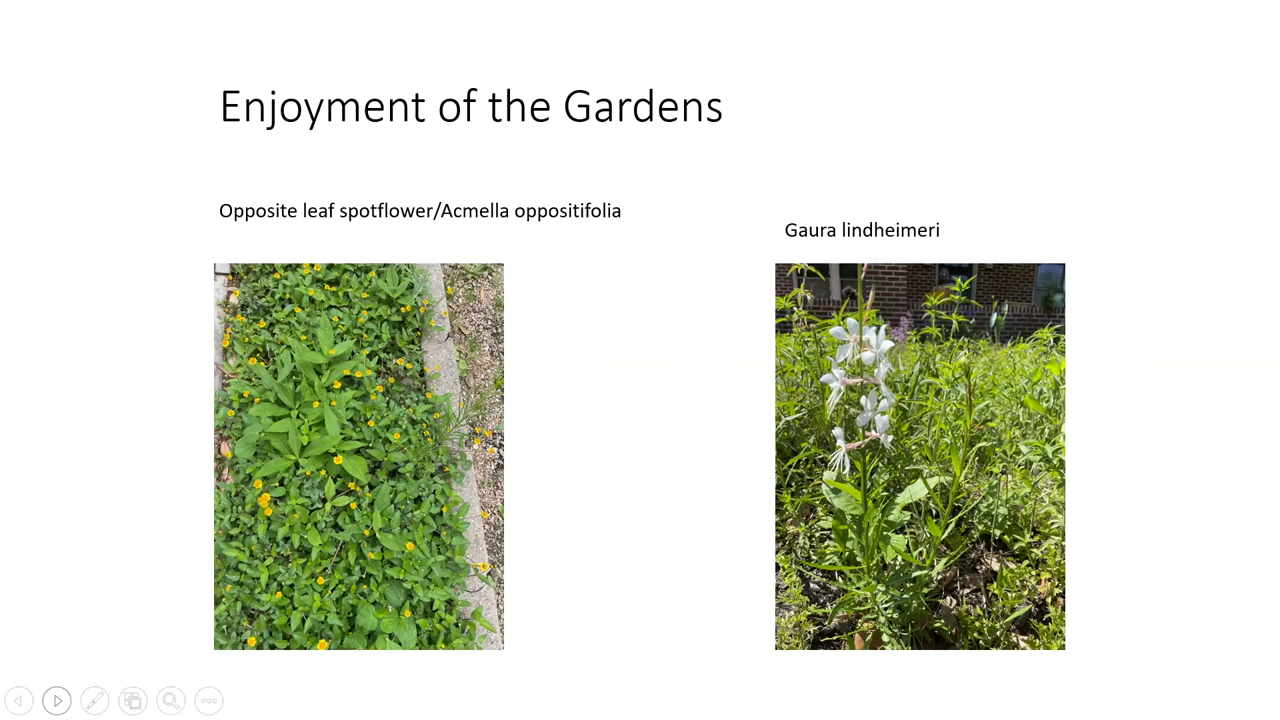 Enjoyment of the Gardens
Opposite leaf spotflower/Acmella oppositifolia
Gaura lindheimeri